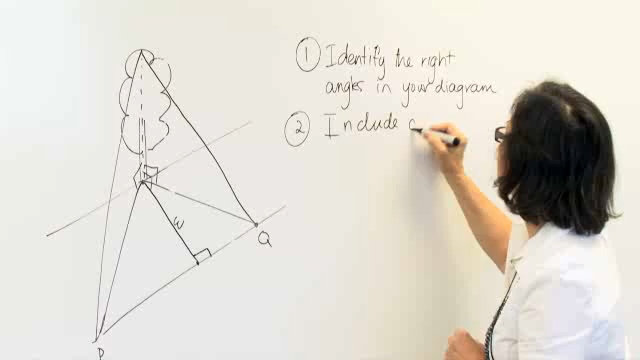 ① Identify the right
angles in your diagram
② Include
w
Q
P